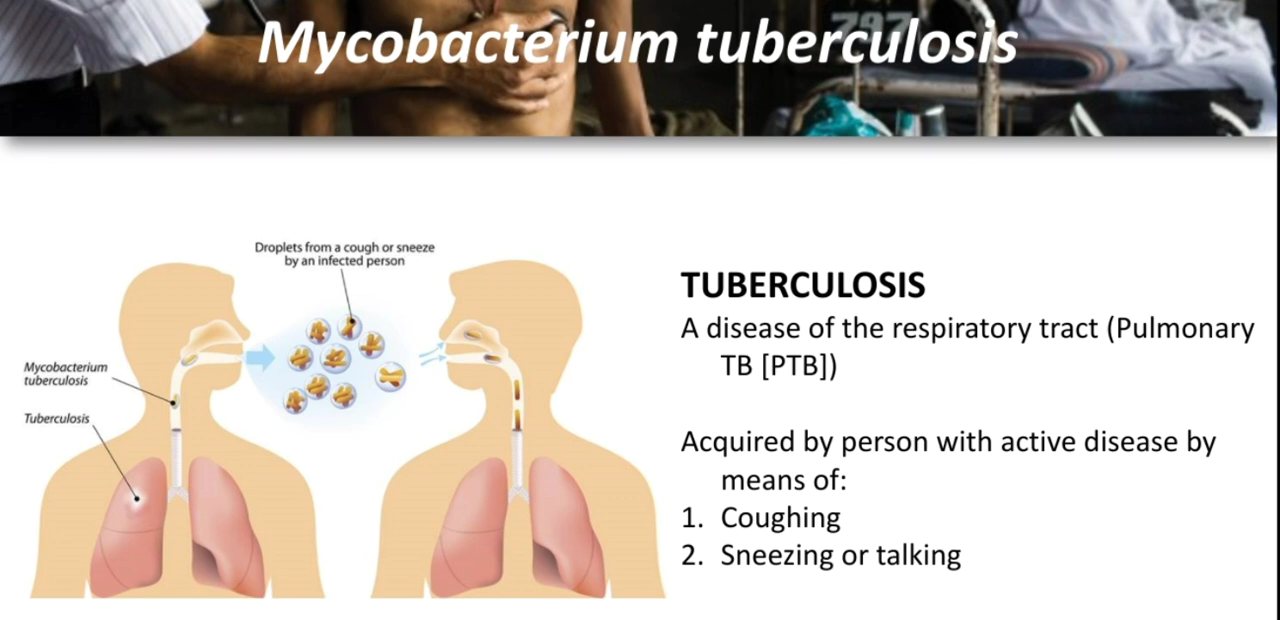 Mycobacterium tuberculosis
797
Droplets from a cough or sneeze
by an infected person
Mycobacterium
tuberculosis
Tuberculosis
TUBERCULOSIS
A disease of the respiratory tract (Pulmonary
TB [PTB])
Acquired by person with active disease by
means of:
1. Coughing
2. Sneezing or talking